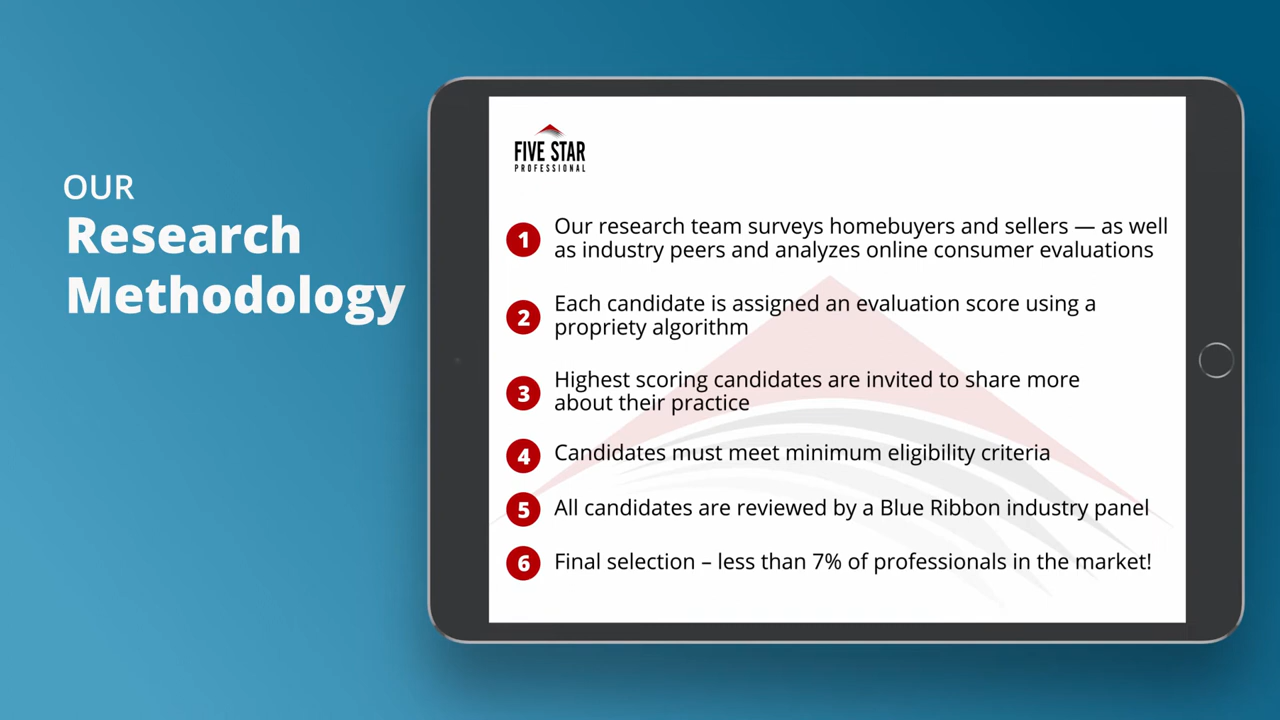 OUR
Research
Methodology
FIVE STAR
PROFESSIONAL
1 Our research team surveys homebuyers and sellers — as well
as industry peers and analyzes online consumer evaluations
2 Each candidate is assigned an evaluation score using a
propriety algorithm
3 Highest scoring candidates are invited to share more
about their practice
4 Candidates must meet minimum eligibility criteria
5 All candidates are reviewed by a Blue Ribbon industry panel
6 Final selection – less than 7% of professionals in the market!